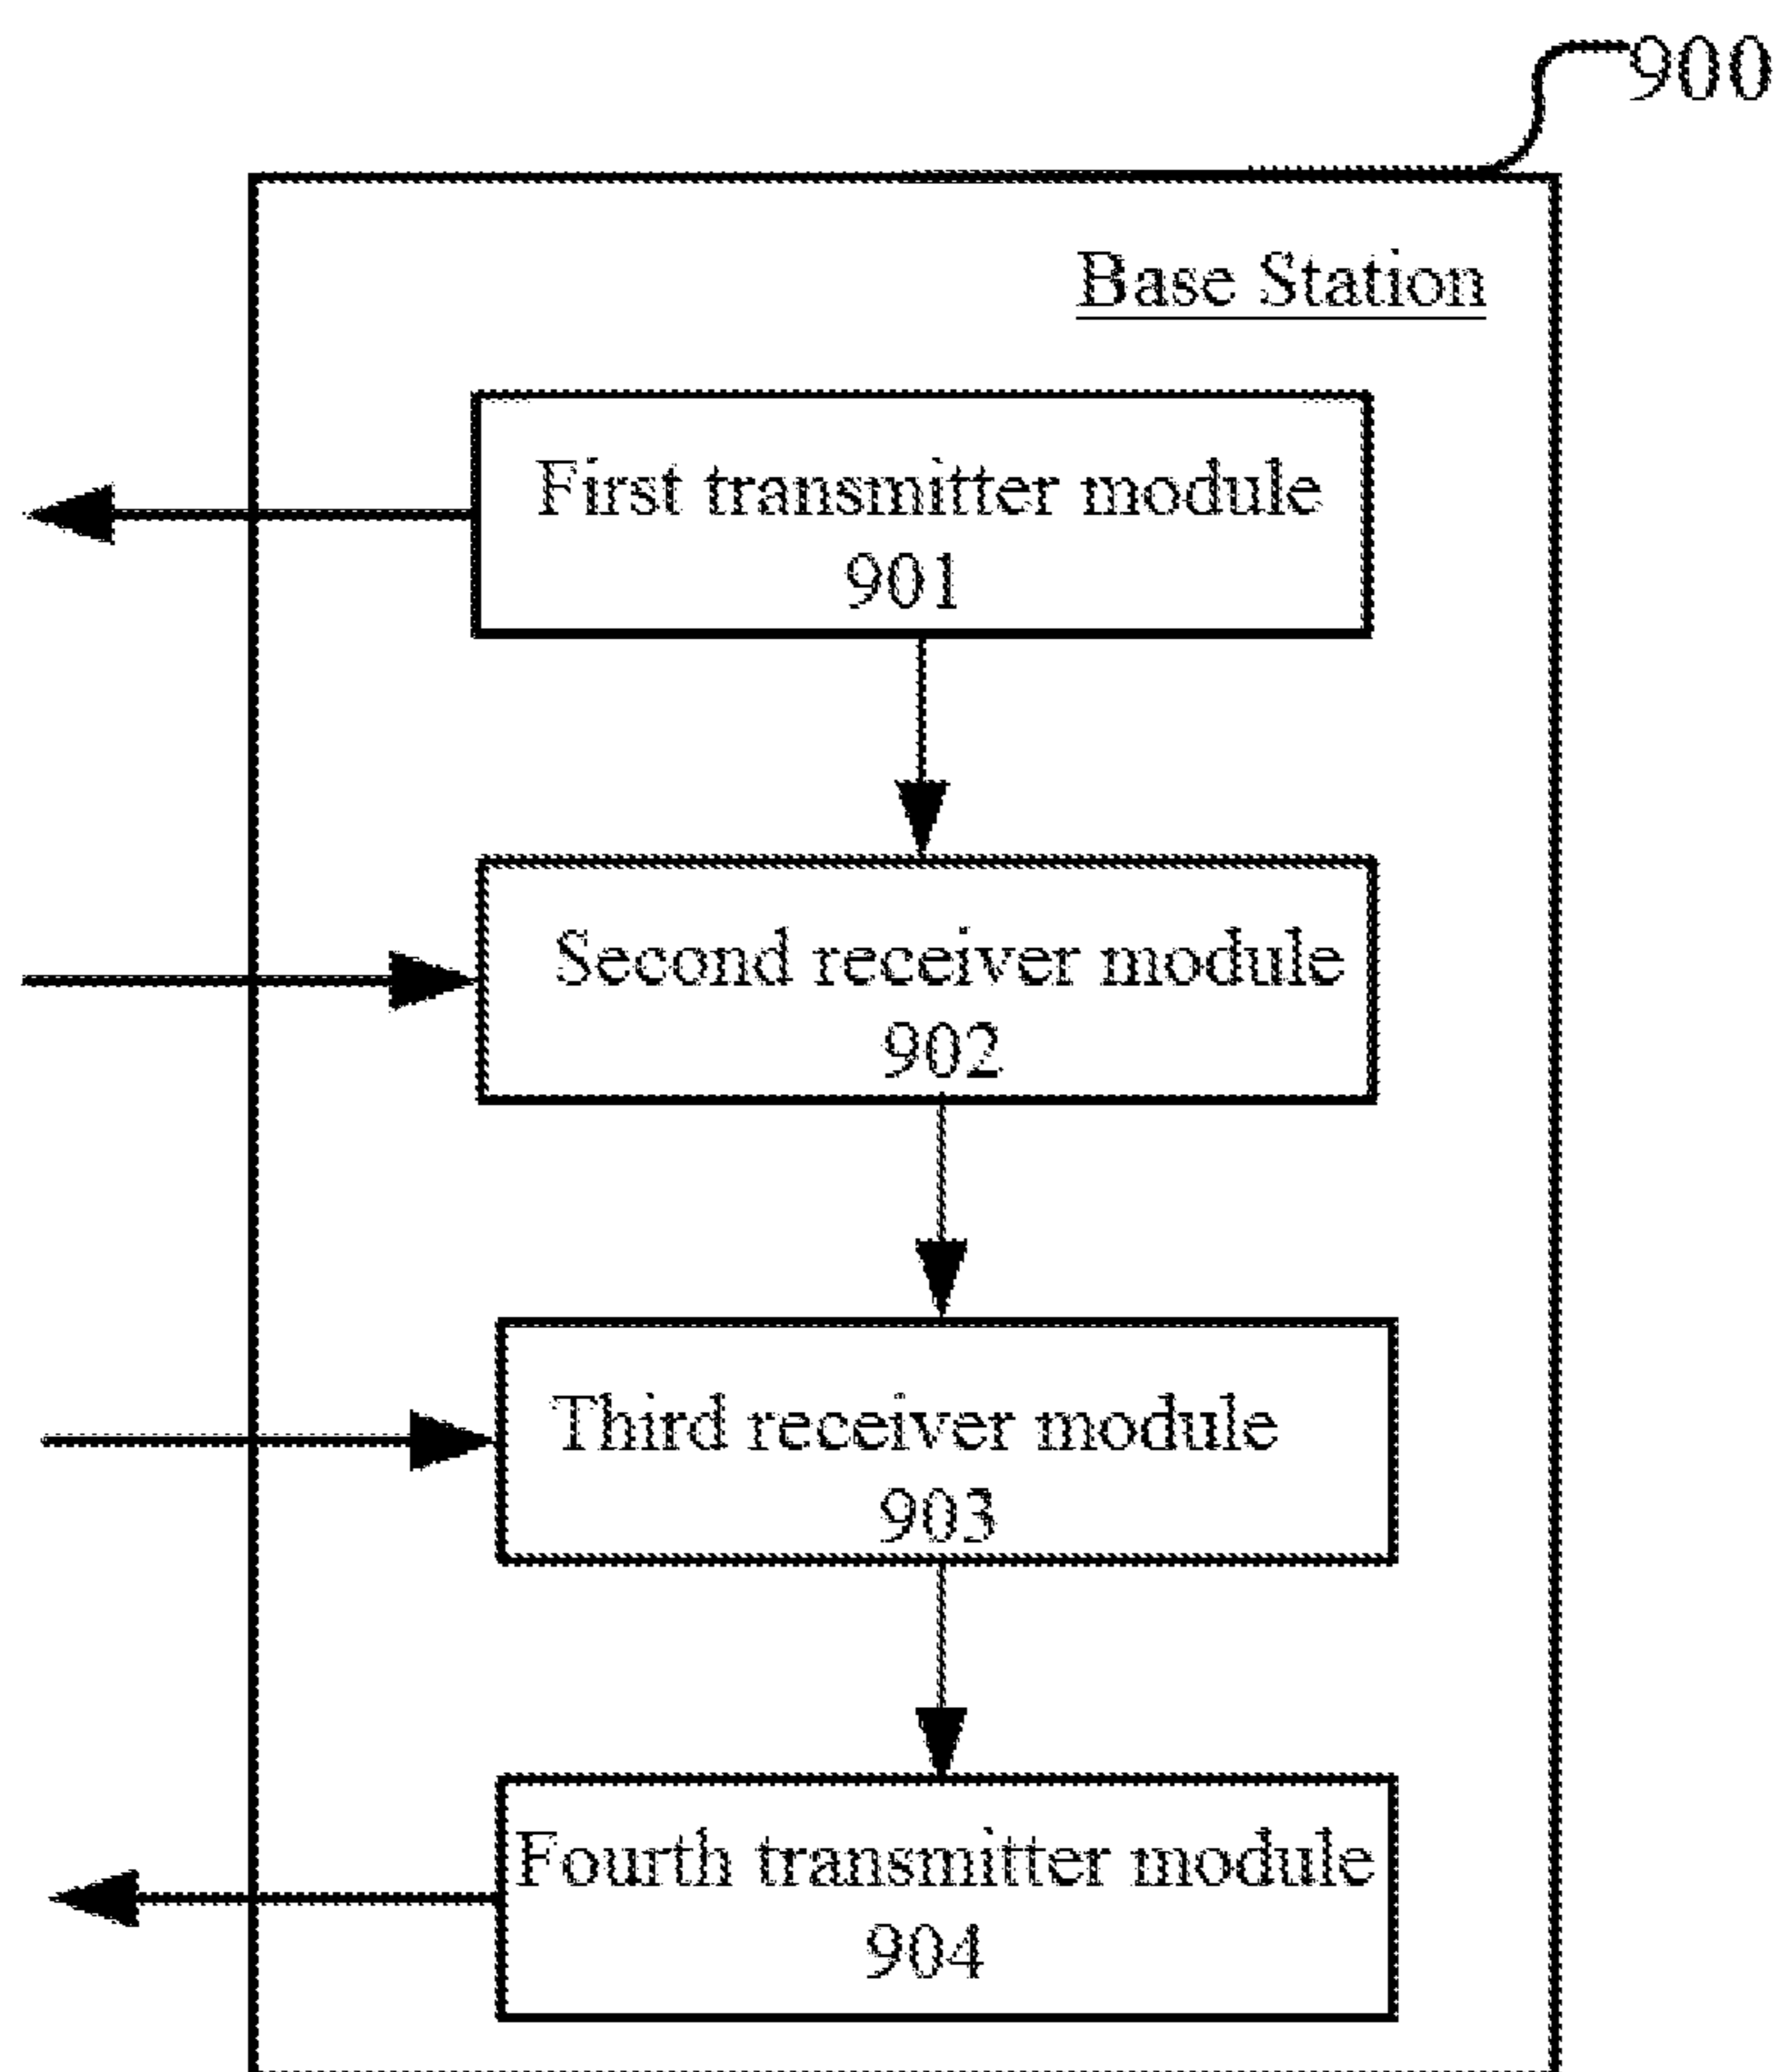 900
Base Station
First transmitter module
901
Second receiver module
902
Third receiver module
903
Fourth transmitter module
904